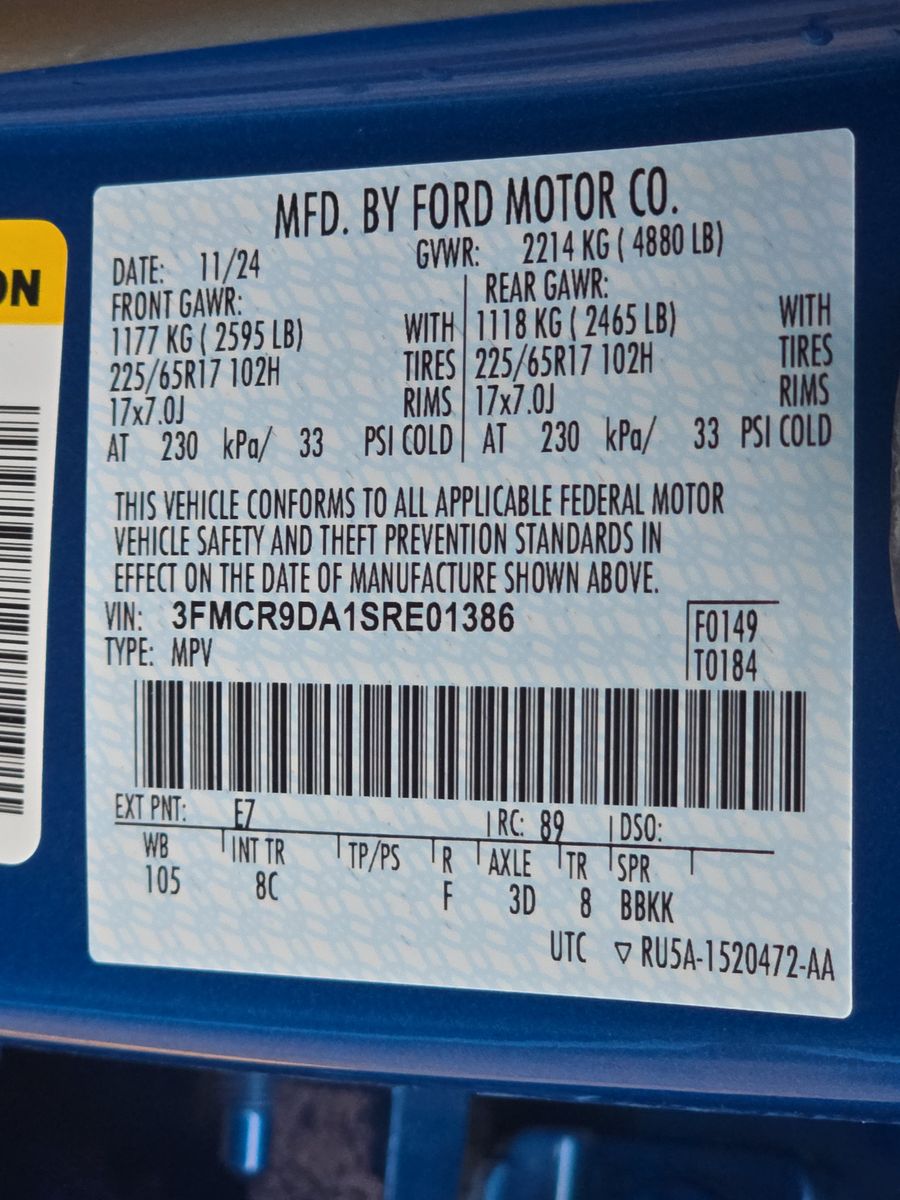 ON
MFD. BY FORD MOTOR CO.
DATE: 11/24 GVWR: 2214 KG ( 4880 LB)
FRONT GAWR: REAR GAWR:
1177 KG ( 2595 LB) WITH 1118 KG ( 2465 LB) WITH
225/65R17 102H TIRES 225/65R17 102H TIRES
17x7.0J RIMS 17x7.0J RIMS
AT 230 kPa/ 33 PSI COLD AT 230 kPa/ 33 PSI COLD
THIS VEHICLE CONFORMS TO ALL APPLICABLE FEDERAL MOTOR
VEHICLE SAFETY AND THEFT PREVENTION STANDARDS IN
EFFECT ON THE DATE OF MANUFACTURE SHOWN ABOVE.
VIN: 3FMCR9DA1SRE01386 F0149
TYPE: MPV T0184
EXT PNT: E7 RC: 89 DSO:
WB INT TR TP/PS R AXLE TR SPR
105 8C F 3D 8 BBKK
UTC ▽ RU5A-1520472-AA